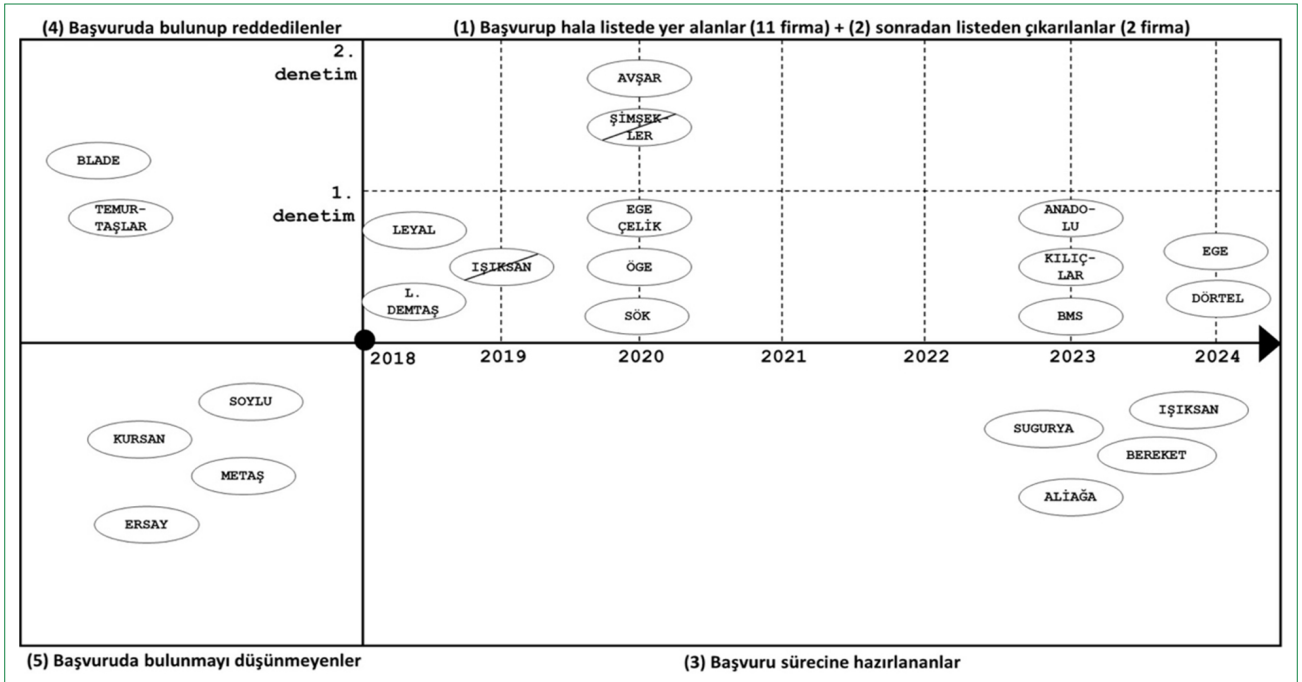 (4) Başvuruda bulunup reddedilenler
(1) Başvurup hala listede yer alanlar (11 firma) + (2) sonradan listeden çıkarılanlar (2 firma)
2.
denetim
AVŞAR
ŞİMŞEK-
LER
BLADE
TEMUR-
TAŞLAR
1.
denetim
LEYAL
IŞIKSAN
L.
DEMTAŞ
EGE
ÇELİK
ÖGE
SÖK
ANADO-
LU
KILIÇ-
LAR
BMS
EGE
DÖRTEL
2018
2019
2020
2021
2022
2023
2024
SOYLU
KURSAN
METAŞ
ERSAY
IŞIKSAN
SUGURYA
BEREKET
ALİAĞA
(5) Başvuruda bulunmayı düşünmeyenler
(3) Başvuru sürecine hazırlananlar